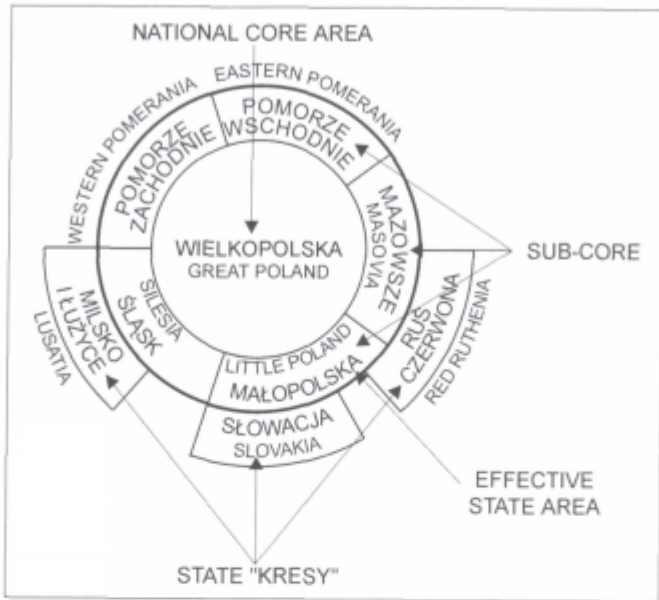 NATIONAL CORE AREA
EASTERN POMERANIA
POMORZE
WSCHODNIE
WESTERN POMERANIA
POMORZE
ZACHODNIE
MAZOWSZE
MASOVIA
WIELKOPOLSKA
GREAT POLAND
SUB-CORE
SILESIA
ŚLĄSK
MILSKO
I ŁUŻYCE
LUSATIA
RUŚ
CZERWONA
RED RUTHENIA
LITTLE POLAND
MAŁOPOLSKA
SŁOWACJA
SLOVAKIA
EFFECTIVE
STATE AREA
STATE "KRESY"